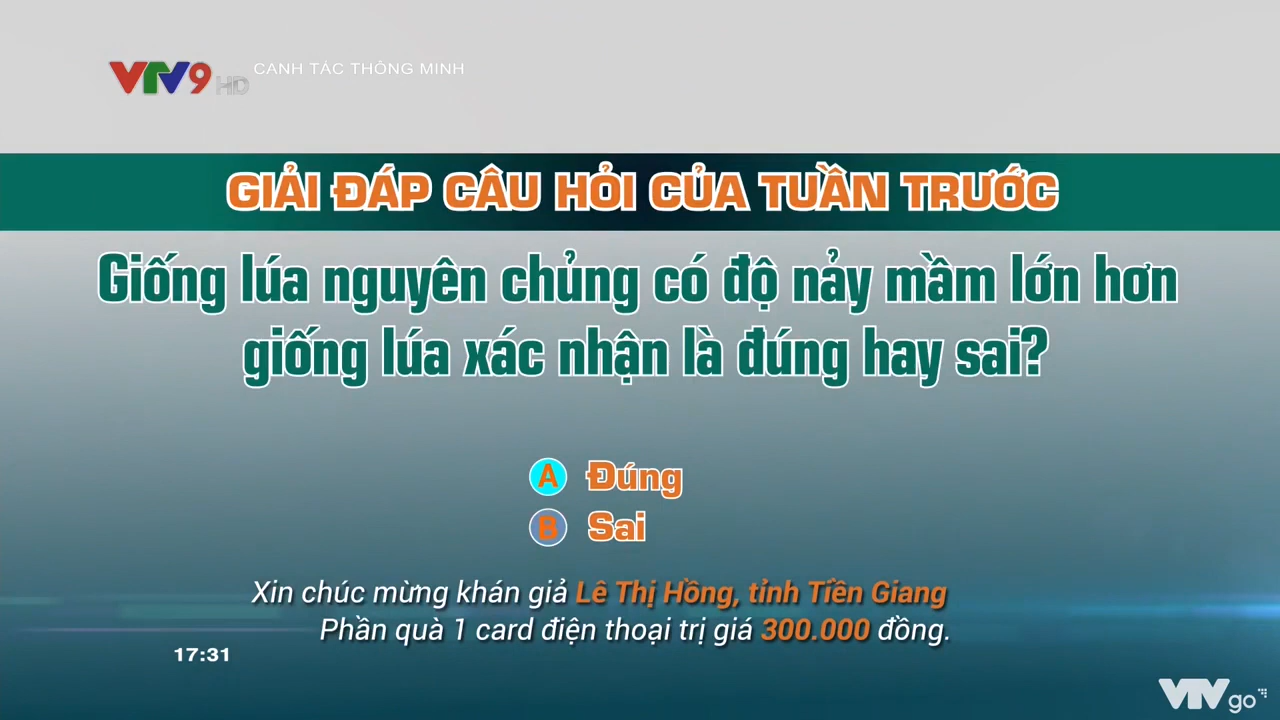 VTV9 HD
CANH TÁC THÔNG MINH
GIẢI ĐÁP CÂU HỎI CỦA TUẦN TRƯỚC
Giống lúa nguyên chủng có độ nảy mầm lớn hơn
giống lúa xác nhận là đúng hay sai?
A Đúng
B Sai
Xin chúc mừng khán giả Lê Thị Hồng, tỉnh Tiền Giang
Phần quà 1 card điện thoại trị giá 300.000 đồng.
17:31
VTV go